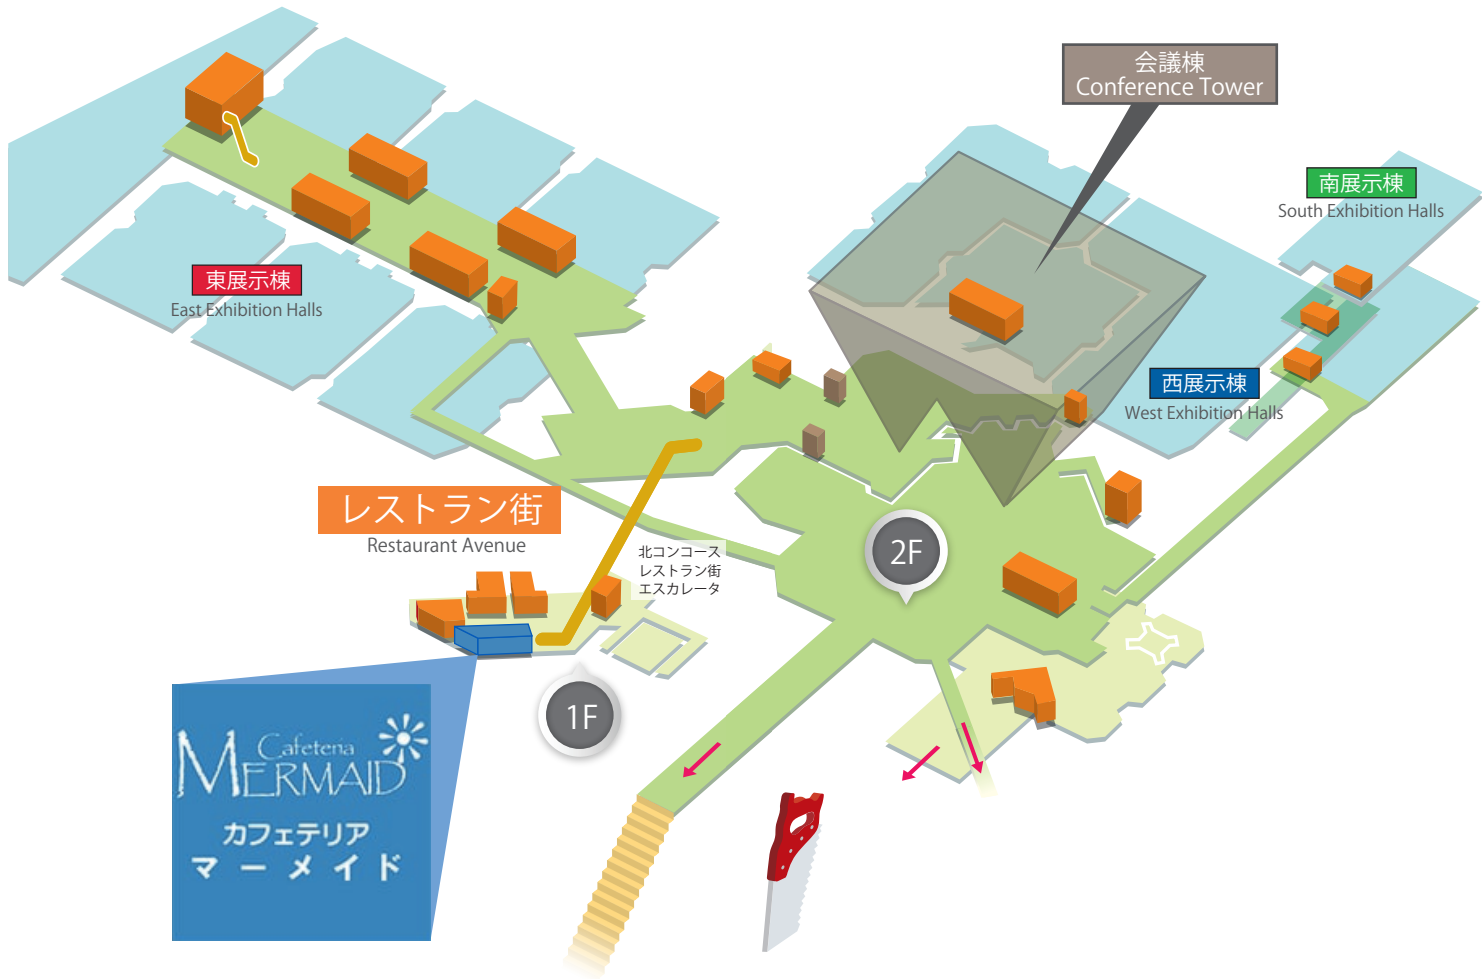 会議棟
Conference Tower
南展示棟
South Exhibition Halls
東展示棟
East Exhibition Halls
西展示棟
West Exhibition Halls
レストラン街
Restaurant Avenue
北コンコース
レストラン街
エスカレータ
2F
1F
Cafeteria
MERMAID
カフェテリア
マーメイド